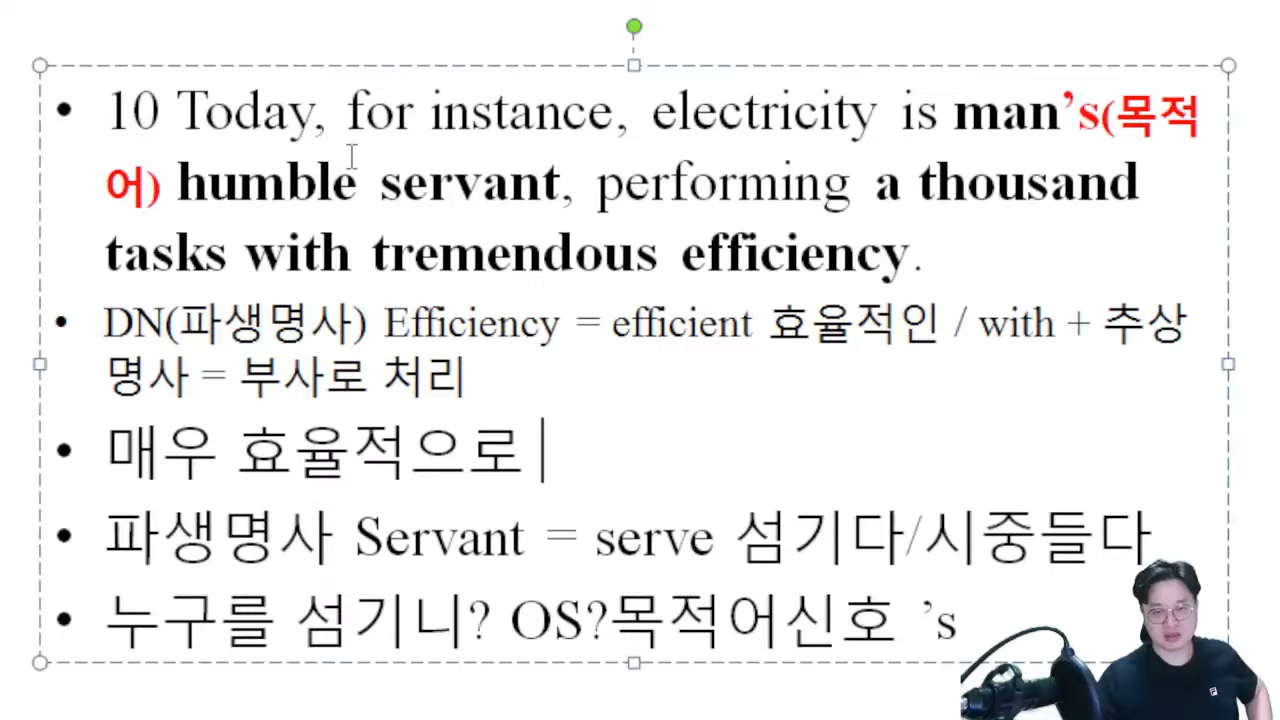 • 10 Today, for instance, electricity is man’s(목적
어) humble servant, performing a thousand
tasks with tremendous efficiency.
• DN(파생명사) Efficiency = efficient 효율적인 / with + 추상
명사 = 부사로 처리
• 매우 효율적으로
• 파생명사 Servant = serve 섬기다/시중들다
• 누구를 섬기니? OS?목적어신호 ’s